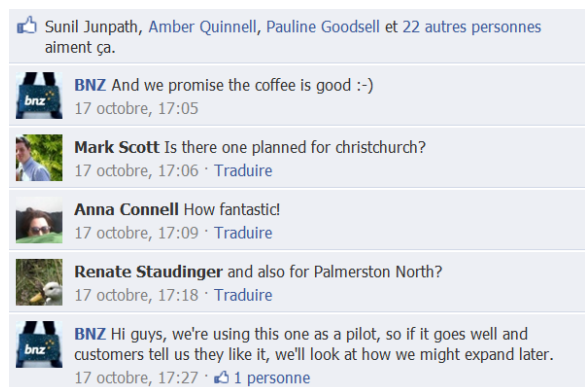 Sunil Junpath, Amber Quinnell, Pauline Goodsell et 22 autres personnes
aiment ça.
bnz
BNZ And we promise the coffee is good :-)
17 octobre, 17:05
Mark Scott Is there one planned for christchurch?
17 octobre, 17:06 · Traduire
Anna Connell How fantastic!
17 octobre, 17:09 · Traduire
Renate Staudinger and also for Palmerston North?
17 octobre, 17:18 · Traduire
bnz
BNZ Hi guys, we're using this one as a pilot, so if it goes well and
customers tell us they like it, we'll look at how we might expand later.
17 octobre, 17:27 · 1 personne